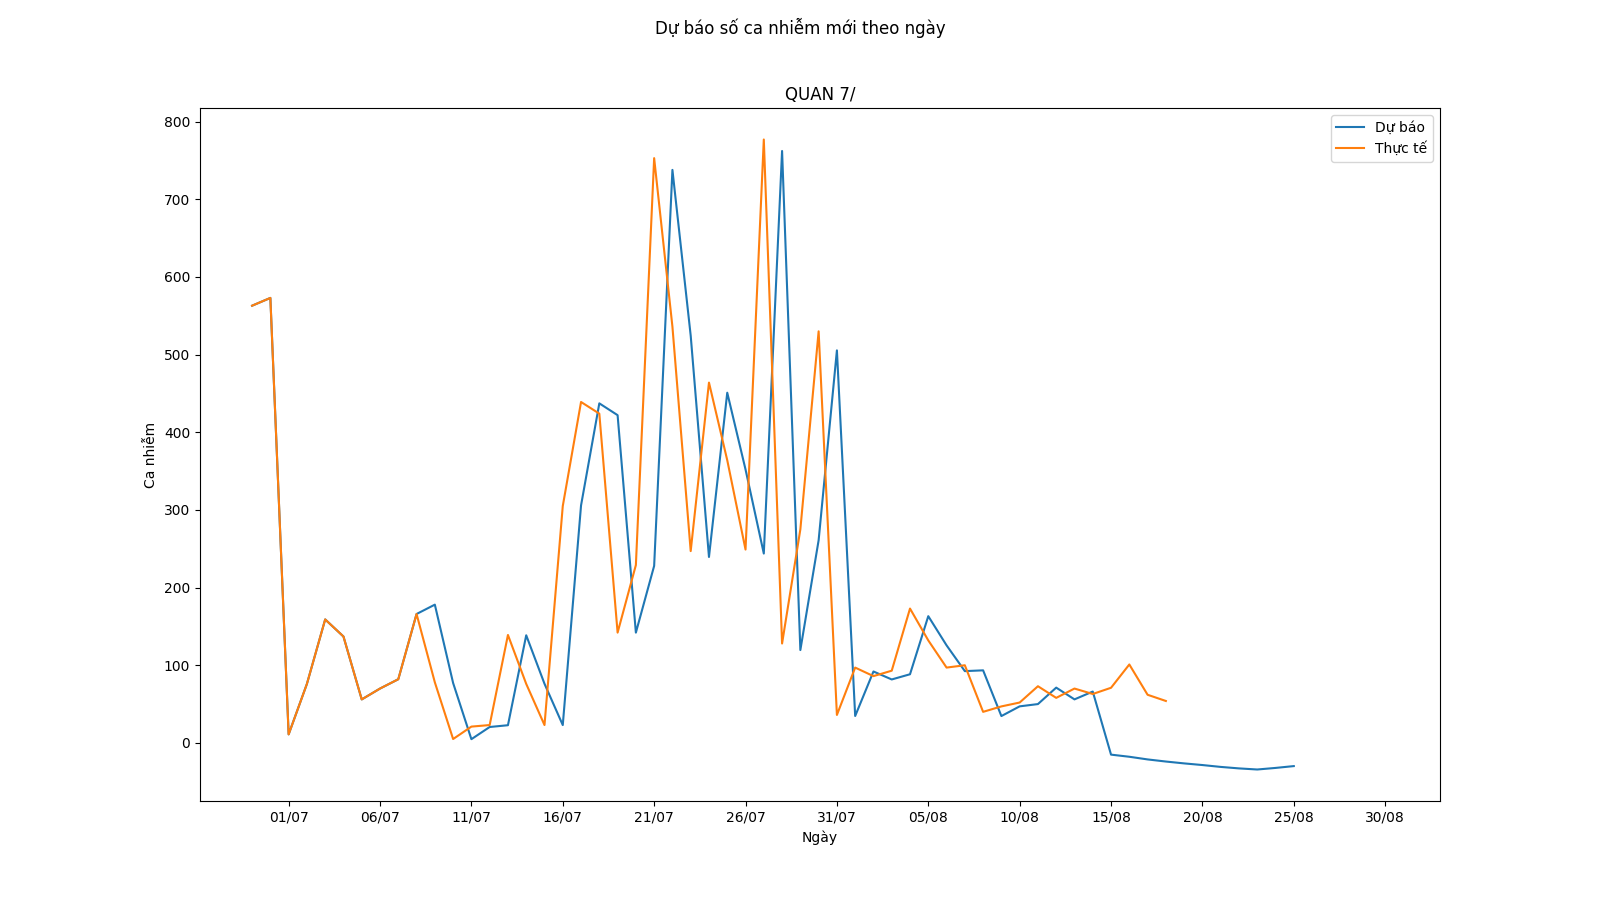 Dự báo số ca nhiễm mới theo ngày
QUAN 7/
Dự báo
Thực tế
800
700
600
500
400
300
200
100
0
Ca nhiễm
01/07 06/07 11/07 16/07 21/07 26/07 31/07 05/08 10/08 15/08 20/08 25/08 30/08
Ngày